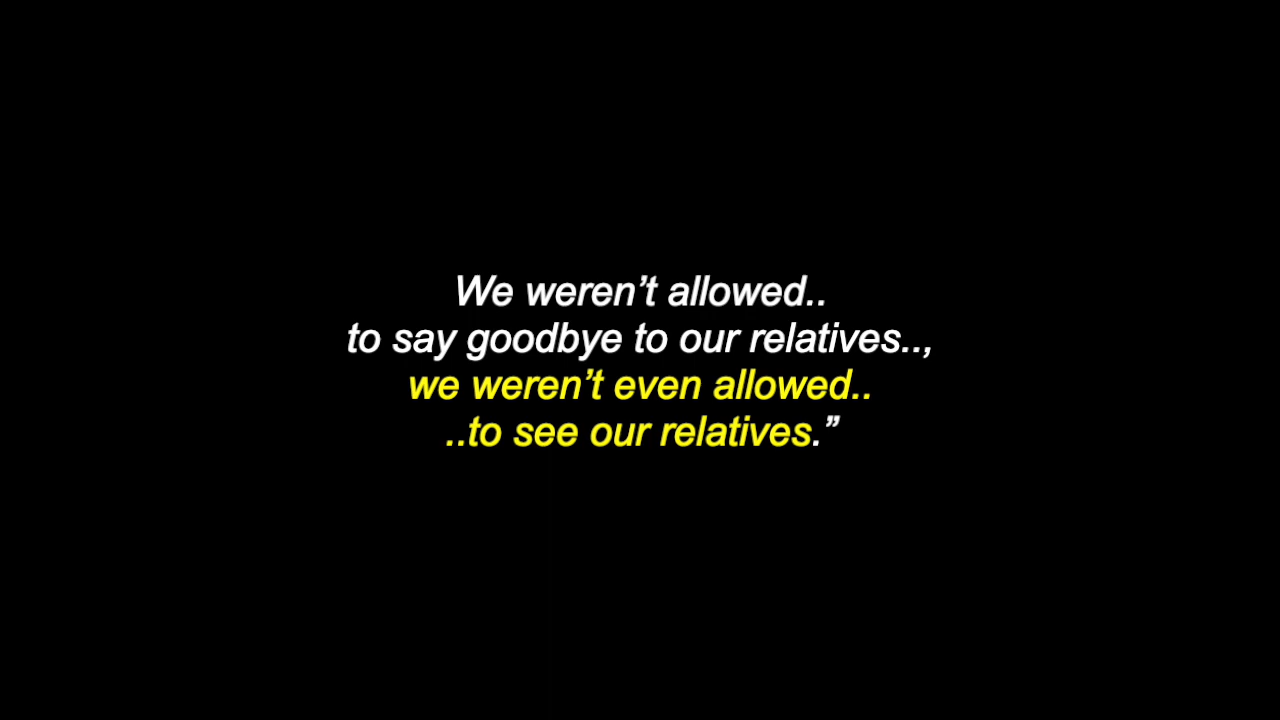 We weren’t allowed..
to say goodbye to our relatives..,
we weren’t even allowed..
..to see our relatives.”